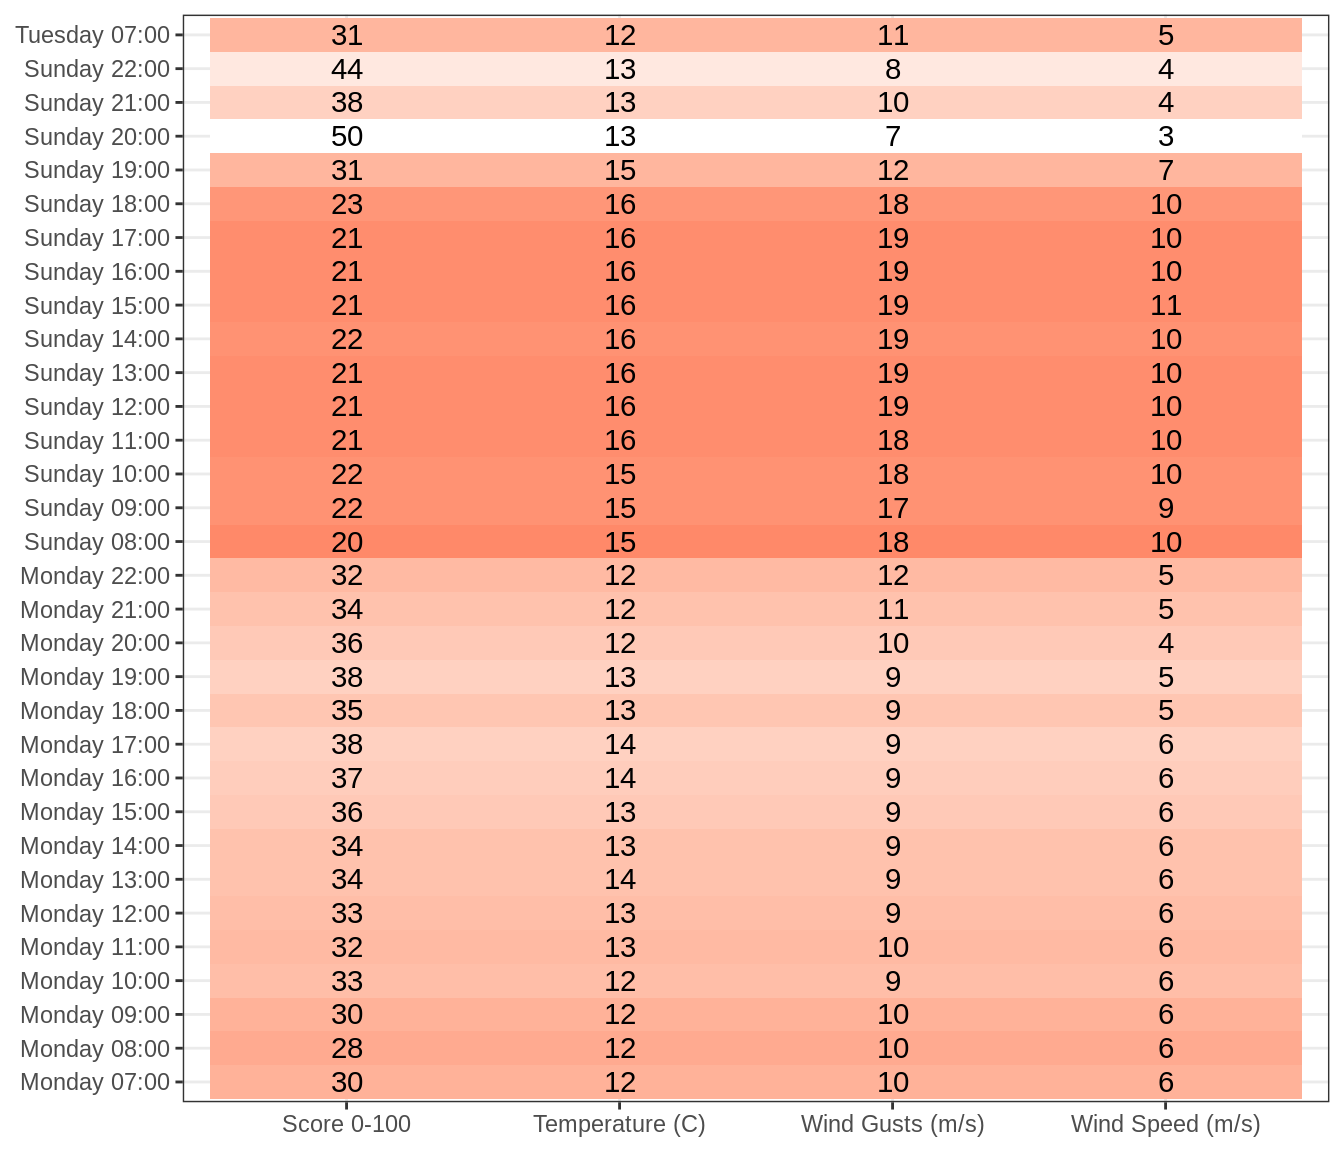 Tuesday 07:00 31 12 11 5
Sunday 22:00 44 13 8 4
Sunday 21:00 38 13 10 4
Sunday 20:00 50 13 7 3
Sunday 19:00 31 15 12 7
Sunday 18:00 23 16 18 10
Sunday 17:00 21 16 19 10
Sunday 16:00 21 16 19 10
Sunday 15:00 21 16 19 11
Sunday 14:00 22 16 19 10
Sunday 13:00 21 16 19 10
Sunday 12:00 21 16 19 10
Sunday 11:00 21 16 18 10
Sunday 10:00 22 15 18 10
Sunday 09:00 22 15 17 9
Sunday 08:00 20 15 18 10
Monday 22:00 32 12 12 5
Monday 21:00 34 12 11 5
Monday 20:00 36 12 10 4
Monday 19:00 38 13 9 5
Monday 18:00 35 13 9 5
Monday 17:00 38 14 9 6
Monday 16:00 37 14 9 6
Monday 15:00 36 13 9 6
Monday 14:00 34 13 9 6
Monday 13:00 34 14 9 6
Monday 12:00 33 13 9 6
Monday 11:00 32 13 10 6
Monday 10:00 33 12 9 6
Monday 09:00 30 12 10 6
Monday 08:00 28 12 10 6
Monday 07:00 30 12 10 6
Score 0-100 Temperature (C) Wind Gusts (m/s) Wind Speed (m/s)